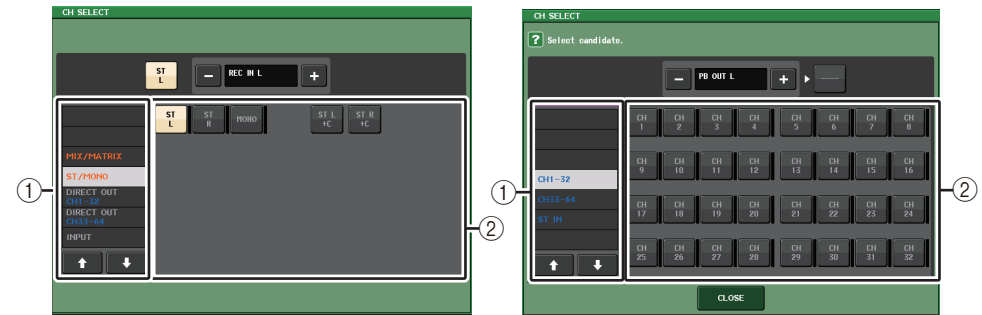 CH SELECT
ST L
−
REC IN L
+
ST L
ST R
MONO
ST L +C
ST R +C
MIX/MATRIX
ST/MONO
DIRECT OUT
CH1-32
DIRECT OUT
CH33-64
INPUT
①
②
CH SELECT
? Select candidate.
−
PB OUT L
+
CH 1 CH 2 CH 3 CH 4 CH 5 CH 6 CH 7 CH 8
CH 9 CH 10 CH 11 CH 12 CH 13 CH 14 CH 15 CH 16
CH 17 CH 18 CH 19 CH 20 CH 21 CH 22 CH 23 CH 24
CH 25 CH 26 CH 27 CH 28 CH 29 CH 30 CH 31 CH 32
CH1-32
CH33-64
ST IN
①
②
CLOSE